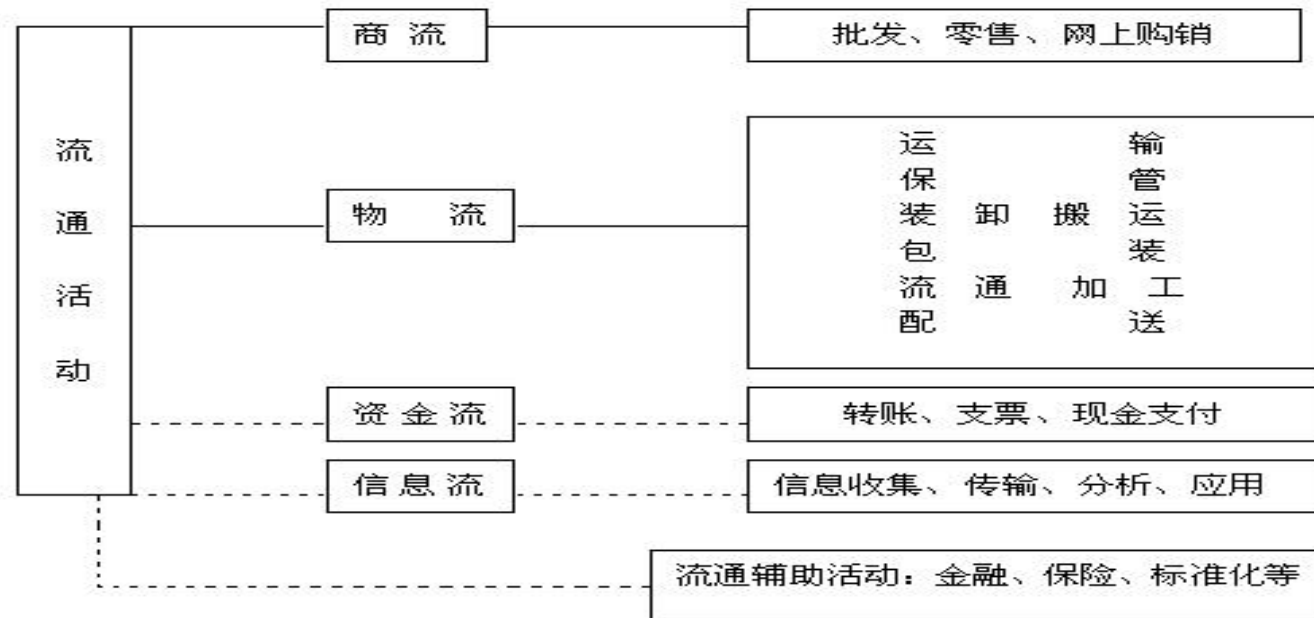 商流
批发、零售、网上购销
流通活动
物流
运输
保管
装卸搬运
包装
流通加工
配送
资金流
转账、支票、现金支付
信息流
信息收集、传输、分析、应用
流通辅助活动：金融、保险、标准化等